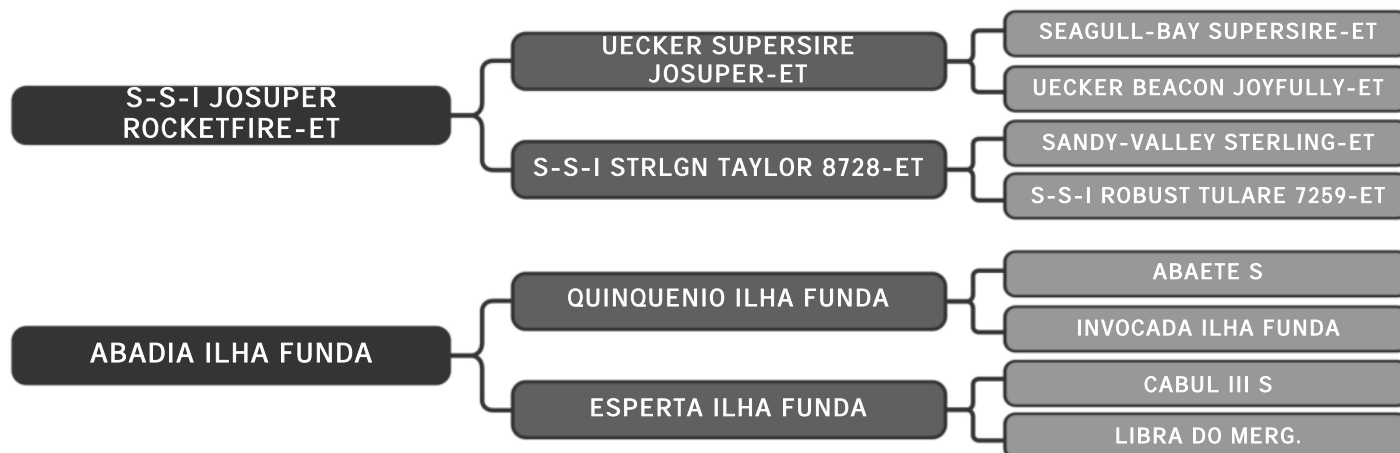 S-S-I JOSUPER
ROCKETFIRE-ET
UECKER SUPERSIRE
JOSUPER-ET
S-S-I STRLGN TAYLOR 8728-ET
SEAGULL-BAY SUPERSIRE-ET
UECKER BEACON JOYFULLY-ET
SANDY-VALLEY STERLING-ET
S-S-I ROBUST TULARE 7259-ET
ABADIA ILHA FUNDA
QUINQUENIO ILHA FUNDA
ESPERTA ILHA FUNDA
ABAETE S
INVOCADA ILHA FUNDA
CABUL III S
LIBRA DO MERG.